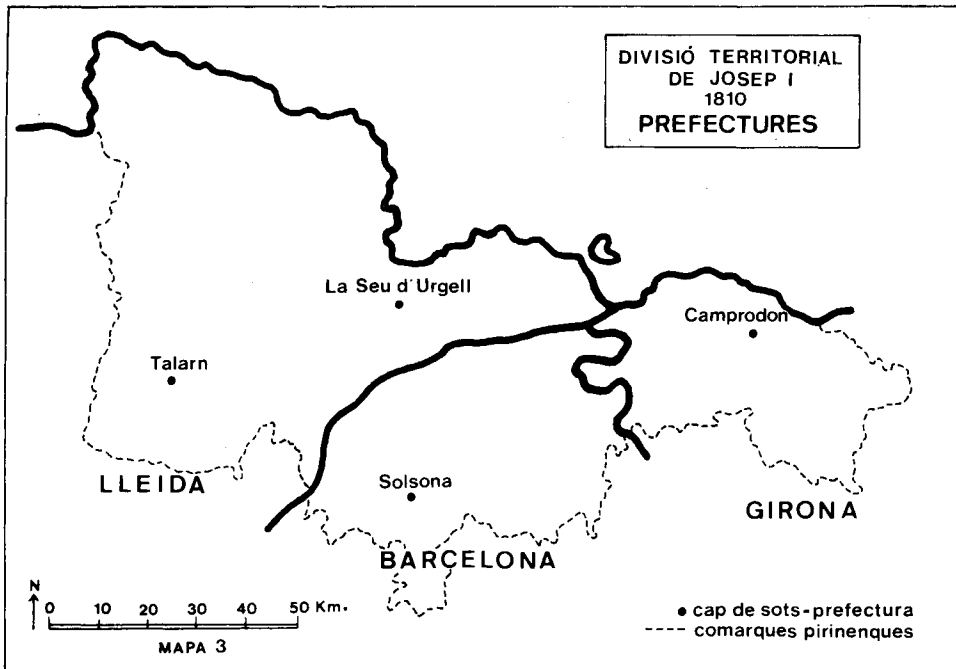 DIVISIÓ TERRITORIAL
DE JOSEP I
1810
PREFECTURES
La Seu d'Urgell
Camprodon
Talarn
LLEIDA
Solsona
GIRONA
BARCELONA
N
0 10 20 30 40 50 Km.
MAPA 3
cap de sots-prefectura
comarques pirinenques